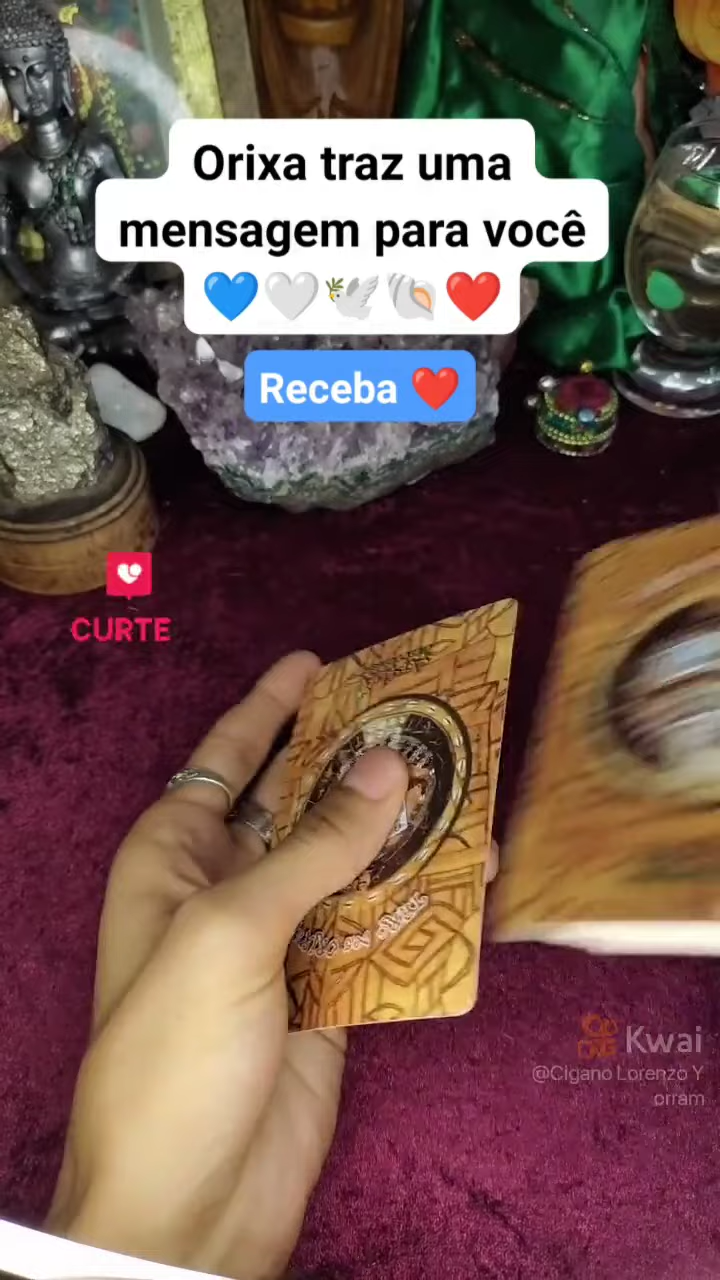 Orixa traz uma
mensagem para você
💙🤍🕊️🐚❤️
Receba ❤️
CURTE
Kwai
@Cigano Lorenzo Y
orram